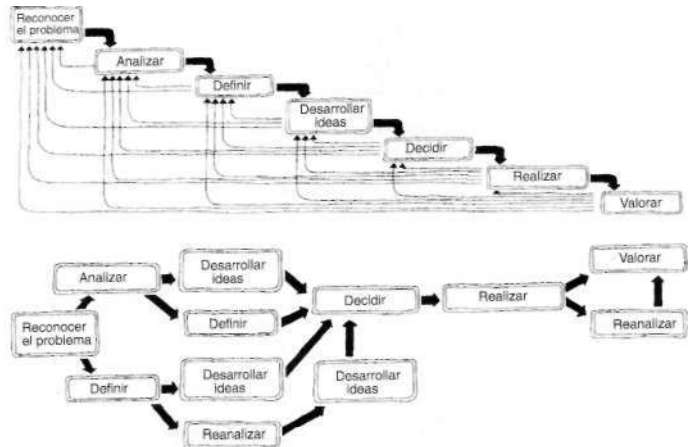 Reconocer
el problema
Analizar
Definir
Desarrollar
ideas
Decidir
Realizar
Valorar
Desarrollar
ideas
Valorar
Analizar
Decidir
Realizar
Definir
Reconocer
el problema
Reanalizar
Desarrollar
ideas
Desarrollar
ideas
Definir
Reanalizar